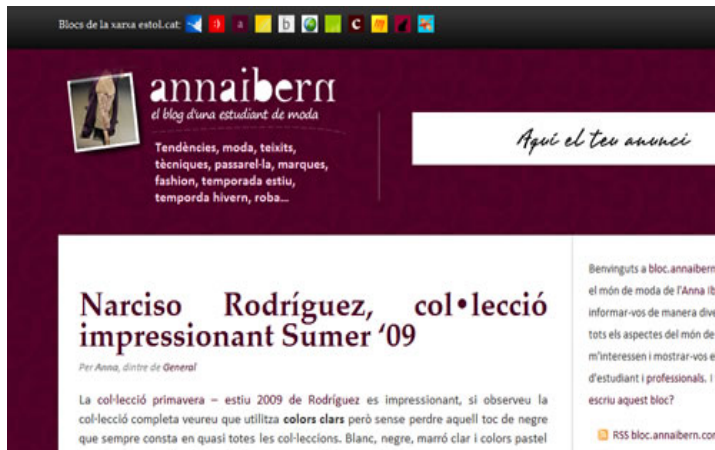 Blocs de la xarxa estol.cat:
annaibern
el blog d'una estudiant de moda
Tendències, moda, teixits,
tècniques, passarel·la, marques,
fashion, temporada estiu,
temporda hivern, roba...
Aquí el teu anunci
Narciso Rodríguez, col•lecció
impressionant Sumer ‘09
Per Anna, dintre de General
La col·lecció primavera – estiu 2009 de Rodríguez es impressionant, si observeu la
col·lecció completa veureu que utilitza colors clars però sense perdre aquell toc de negre
que sempre consta en quasi totes les col·leccions. Blanc, negre, marró clar i colors pastel
Benvinguts a bloc.annaibern
el món de moda de l'Anna Ib
informar-vos de manera dive
tots els aspectes del món de
m'interessen i mostrar-vos e
d'estudiant i professionals. I
escriu aquest bloc?
RSS bloc.annaibern.com